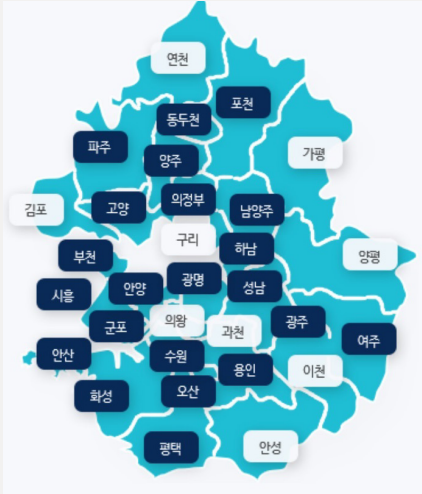 연천
포천
동두천
파주
양주
가평
의정부
고양
김포
남양주
구리
하남
부천
양평
광명
안양
성남
시흥
의왕
광주
군포
과천
여주
안산
수원
용인
이천
오산
화성
평택
안성